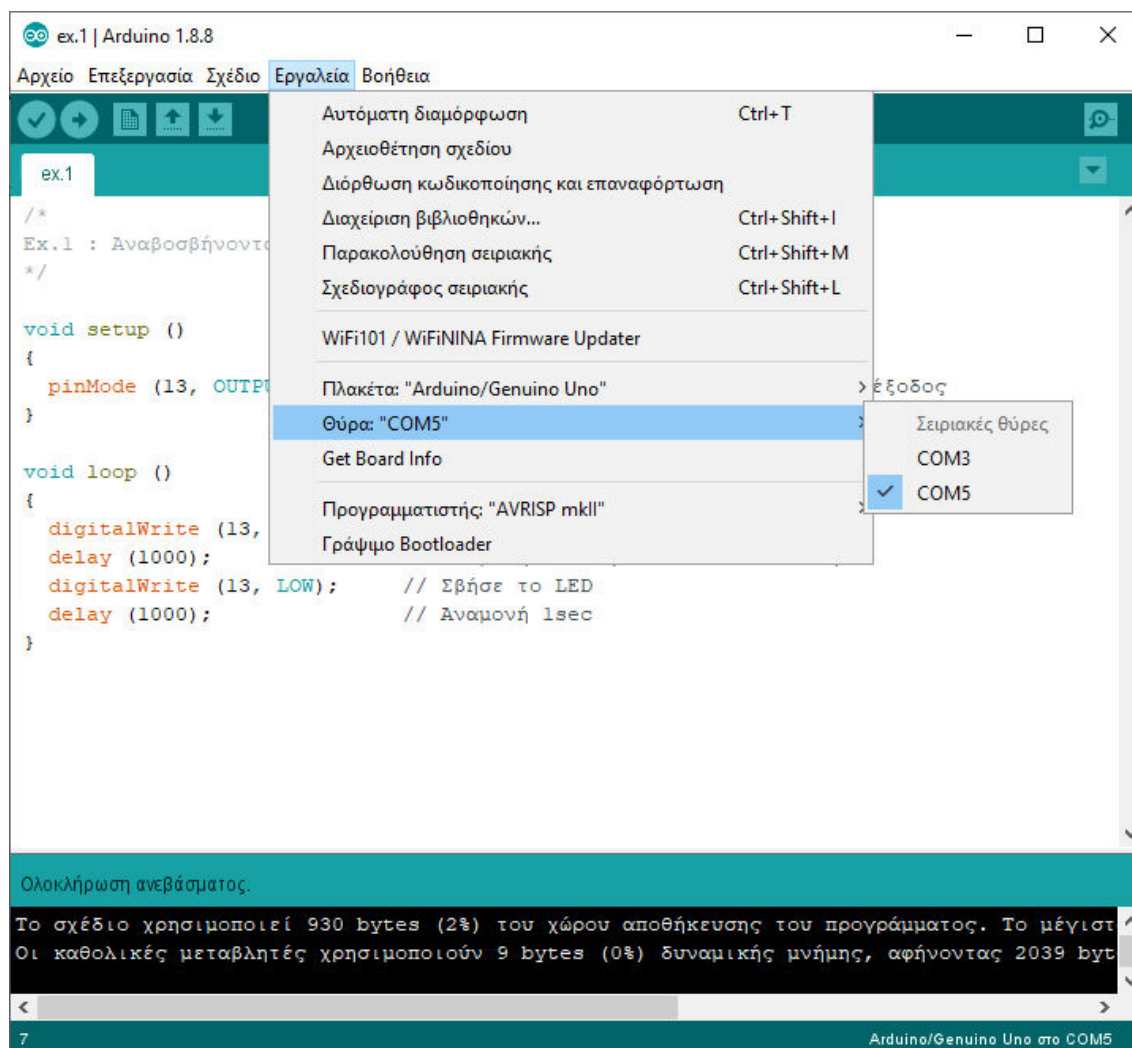 ex.1 | Arduino 1.8.8
Αρχείο Επεξεργασία Σχέδιο Εργαλεία Βοήθεια
Αυτόματη διαμόρφωση Ctrl+T
Αρχειοθέτηση σχεδίου
Διόρθωση κωδικοποίησης και επαναφόρτωση
Διαχείριση βιβλιοθηκών... Ctrl+Shift+I
Παρακολούθηση σειριακής Ctrl+Shift+M
Σχεδιογράφος σειριακής Ctrl+Shift+L
WiFi101 / WiFiNINA Firmware Updater
Πλακέτα: "Arduino/Genuino Uno"
Θύρα: "COM5"
Get Board Info
Προγραμματιστής: "AVRISP mkII"
Γράψιμο Bootloader
Σειριακές θύρες
COM3
COM5
ex.1
/*
Ex.1 :
*/
void setup ()
{
pinMode (13, έξοδος
}
void loop ()
{
digitalWrite (13,
delay (1000);
digitalWrite (13, LOW); // Σβήσε το LED
delay (1000); // Αναμονή 1sec
}
Ολοκλήρωση ανεβάσματος.
Το σχέδιο χρησιμοποιεί 930 bytes (2%) του χώρου αποθήκευσης του προγράμματος. Το μέγιστ
Οι καθολικές μεταβλητές χρησιμοποιούν 9 bytes (0%) δυναμικής μνήμης, αφήνοντας 2039 byt
7
Arduino/Genuino Uno στο COM5